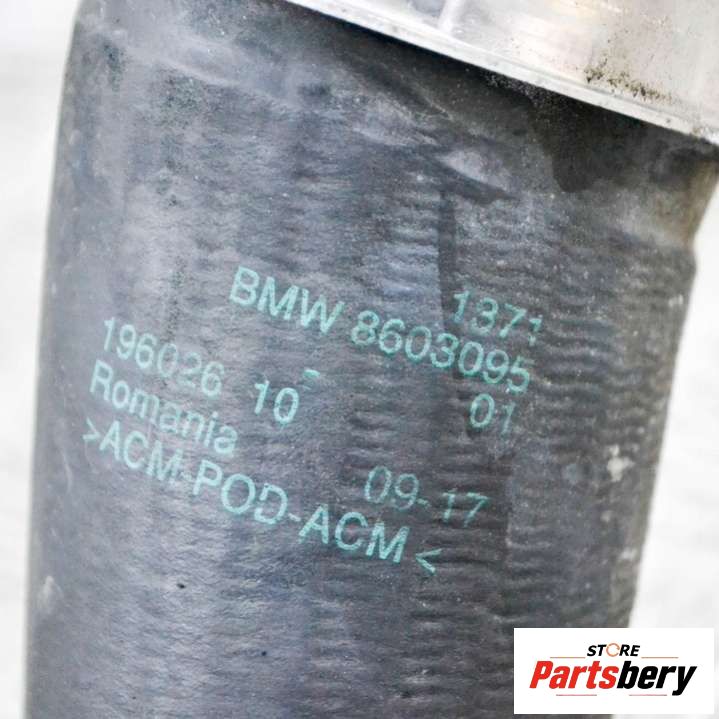 1371
BMW 8603095
196026 10 01
Romania
09-17
>ACM-POD-ACM<
STORE
Partsbery